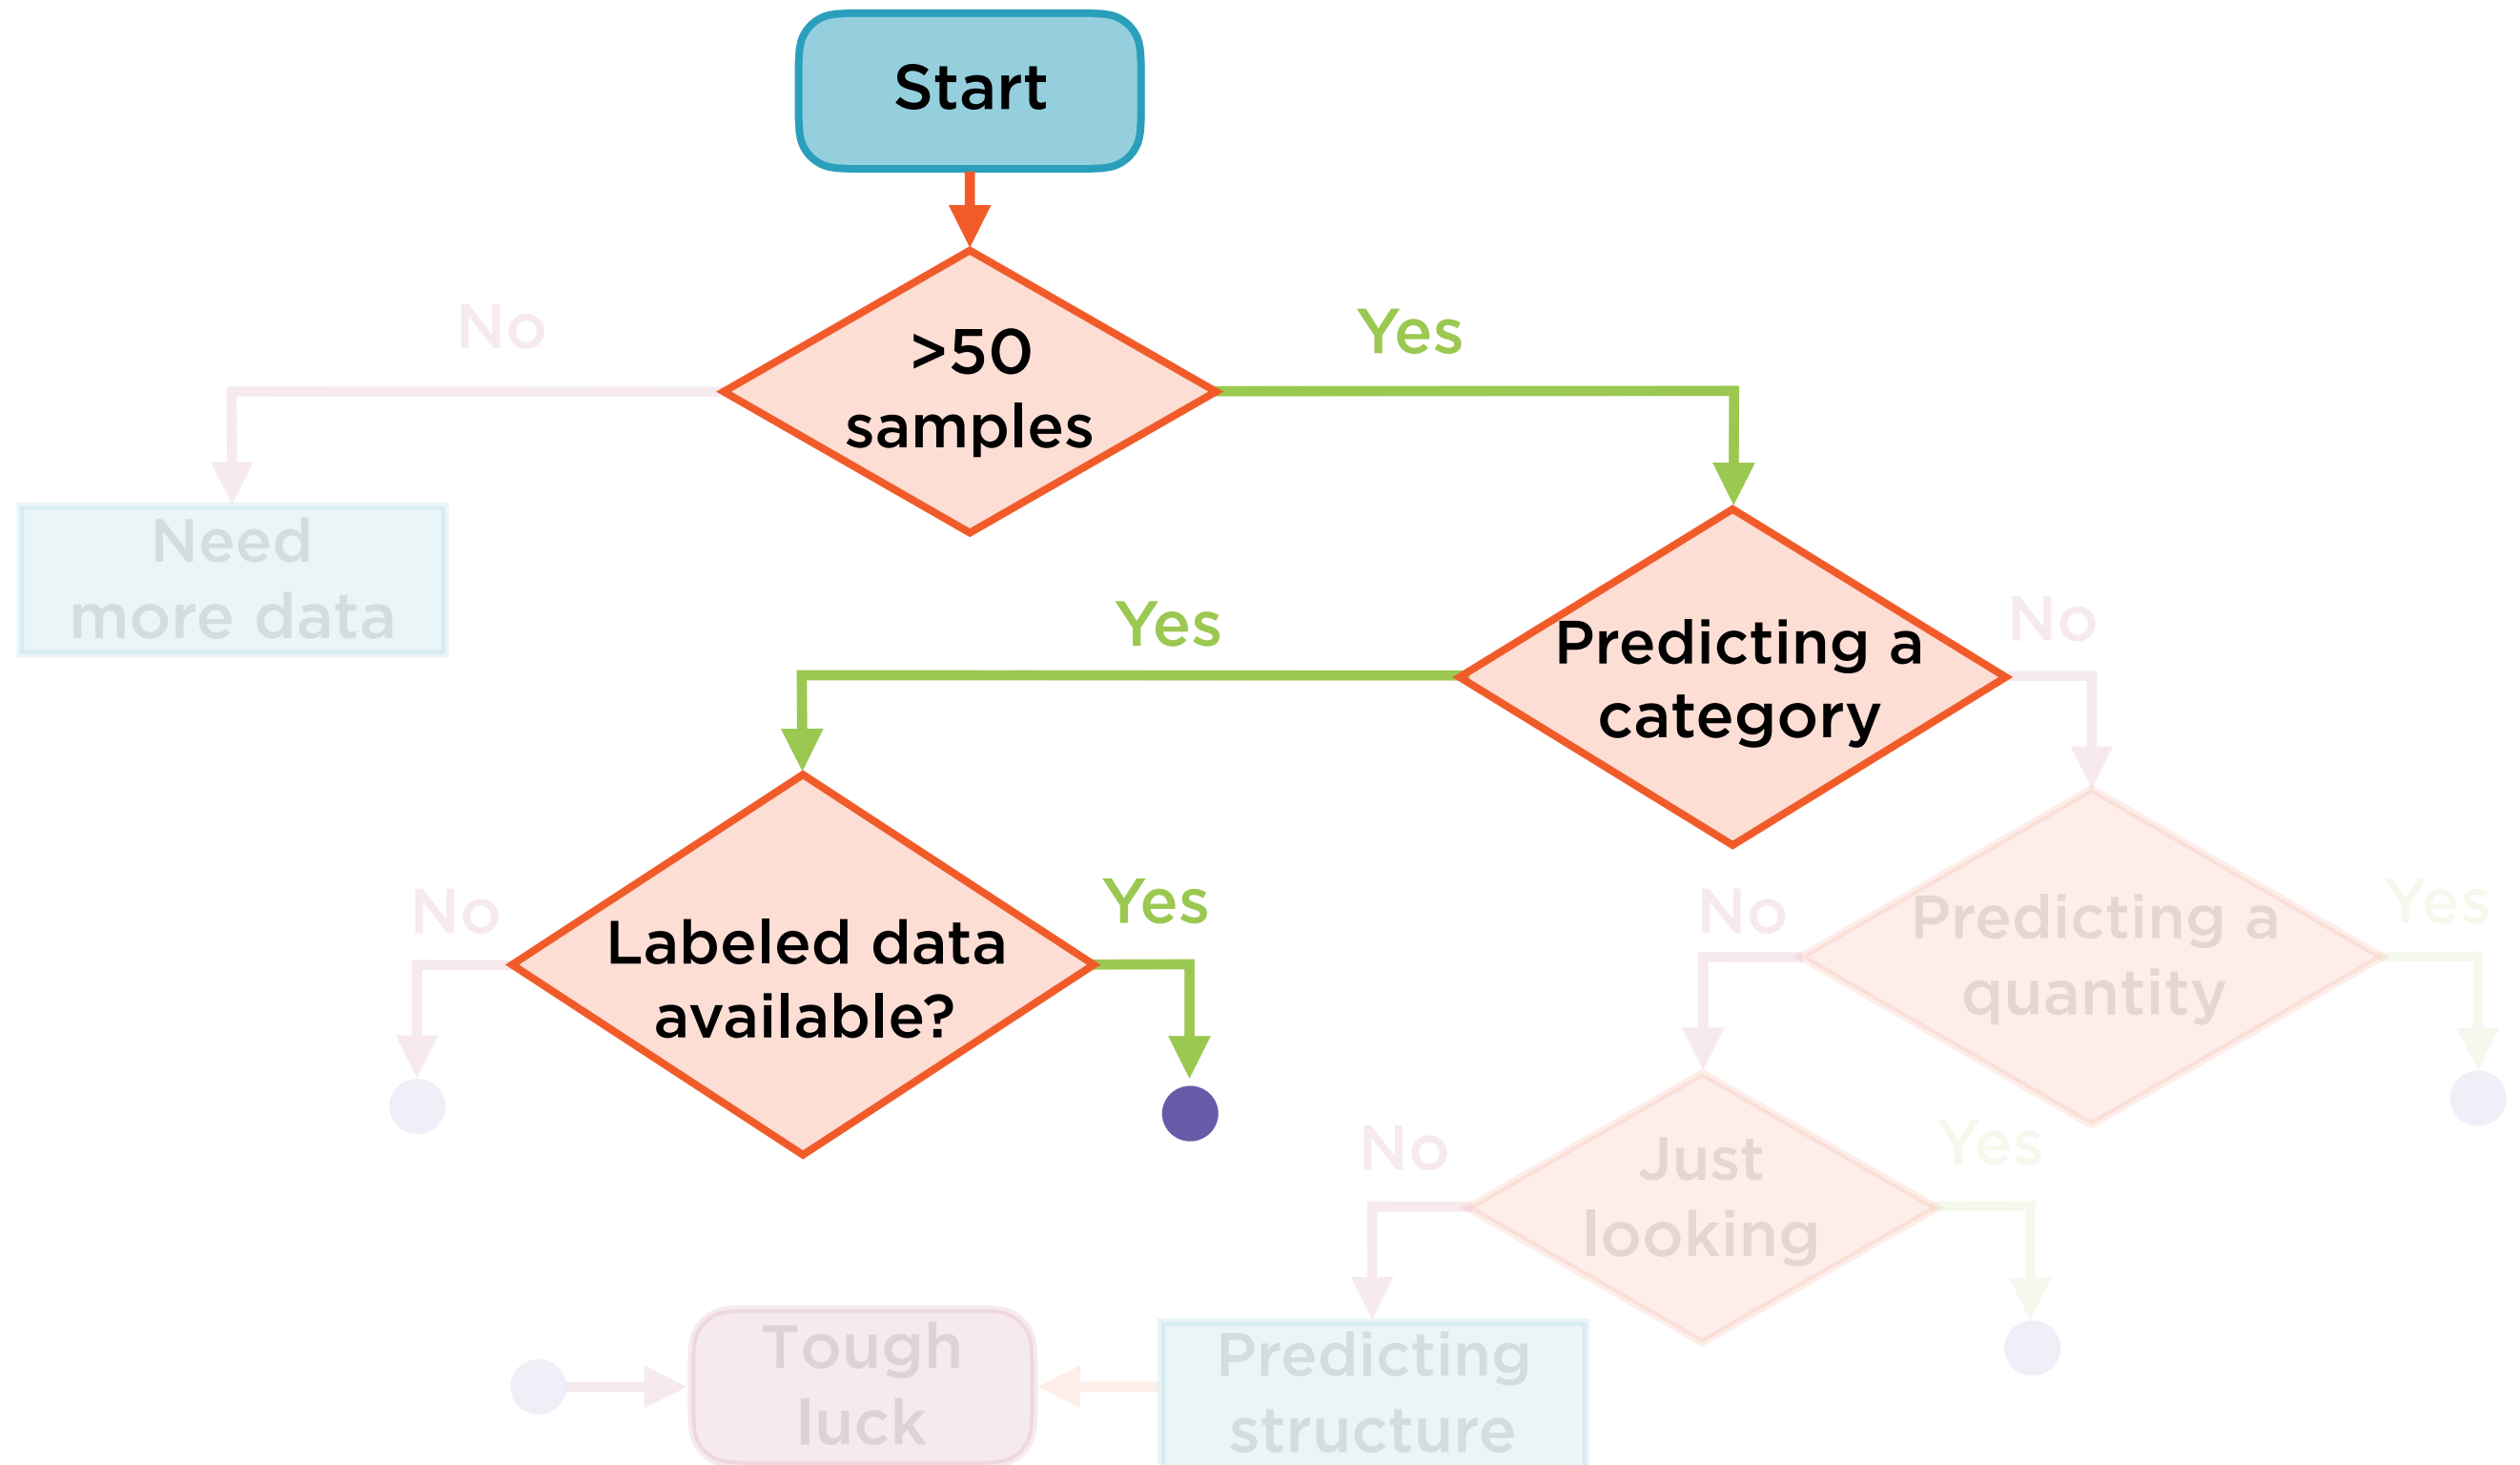 Start
No
Yes
>50
samples
Need
more data
Yes
No
Predicting a
category
No
Yes
Labeled data
available?
No
Yes
Predicting a
quantity
No
Yes
Just
looking
Tough
luck
Predicting
structure